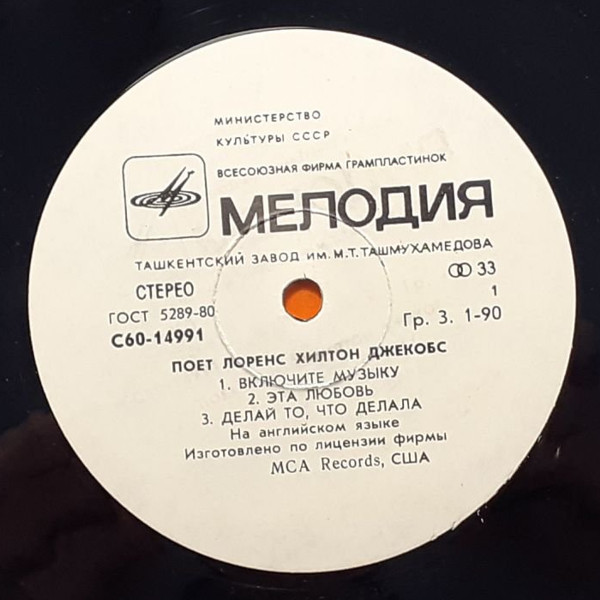 МИНИСТЕРСТВО
КУЛЬТУРЫ СССР
ВСЕСОЮЗНАЯ ФИРМА ГРАМПЛАСТИНОК
МЕЛОДИЯ
ТАШКЕНТСКИЙ ЗАВОД ИМ. М.Т. ТАШМУХАМЕДОВА
СТЕРЕО 33
ГОСТ 5289-80 1
С60-14991 Гр. 3. 1-90
ПОЕТ ЛОРЕНС ХИЛТОН ДЖЕКОБС
1. ВКЛЮЧИТЕ МУЗЫКУ
2. ЭТА ЛЮБОВЬ
3. ДЕЛАЙ ТО, ЧТО ДЕЛАЛА
На английском языке
Изготовлено по лицензии фирмы
MCA Records, США